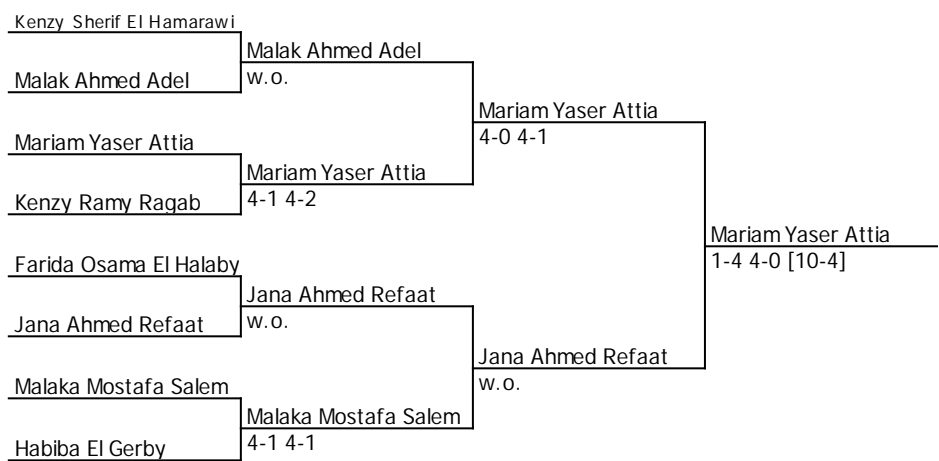 Kenzy Sherif El Hamarawi
Malak Ahmed Adel
Malak Ahmed Adel
w.o.
Mariam Yaser Attia
4-0 4-1
Mariam Yaser Attia
Mariam Yaser Attia
Kenzy Ramy Ragab
4-1 4-2
Mariam Yaser Attia
1-4 4-0 [10-4]
Farida Osama El Halaby
Jana Ahmed Refaat
Jana Ahmed Refaat
w.o.
Jana Ahmed Refaat
w.o.
Malaka Mostafa Salem
Malaka Mostafa Salem
Habiba El Gerby
4-1 4-1